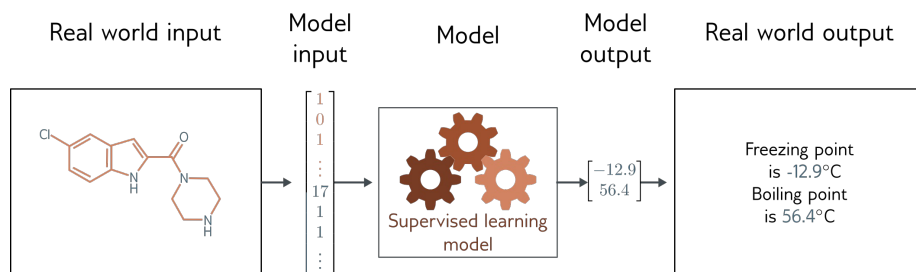 Real world input
Model
input
Model
Model
output
Real world output
Cl
O
N
H
N
N
H
1
0
1
⋮
17
1
1
⋮
Supervised learning
model
-12.9
56.4
Freezing point
is -12.9°C
Boiling point
is 56.4°C